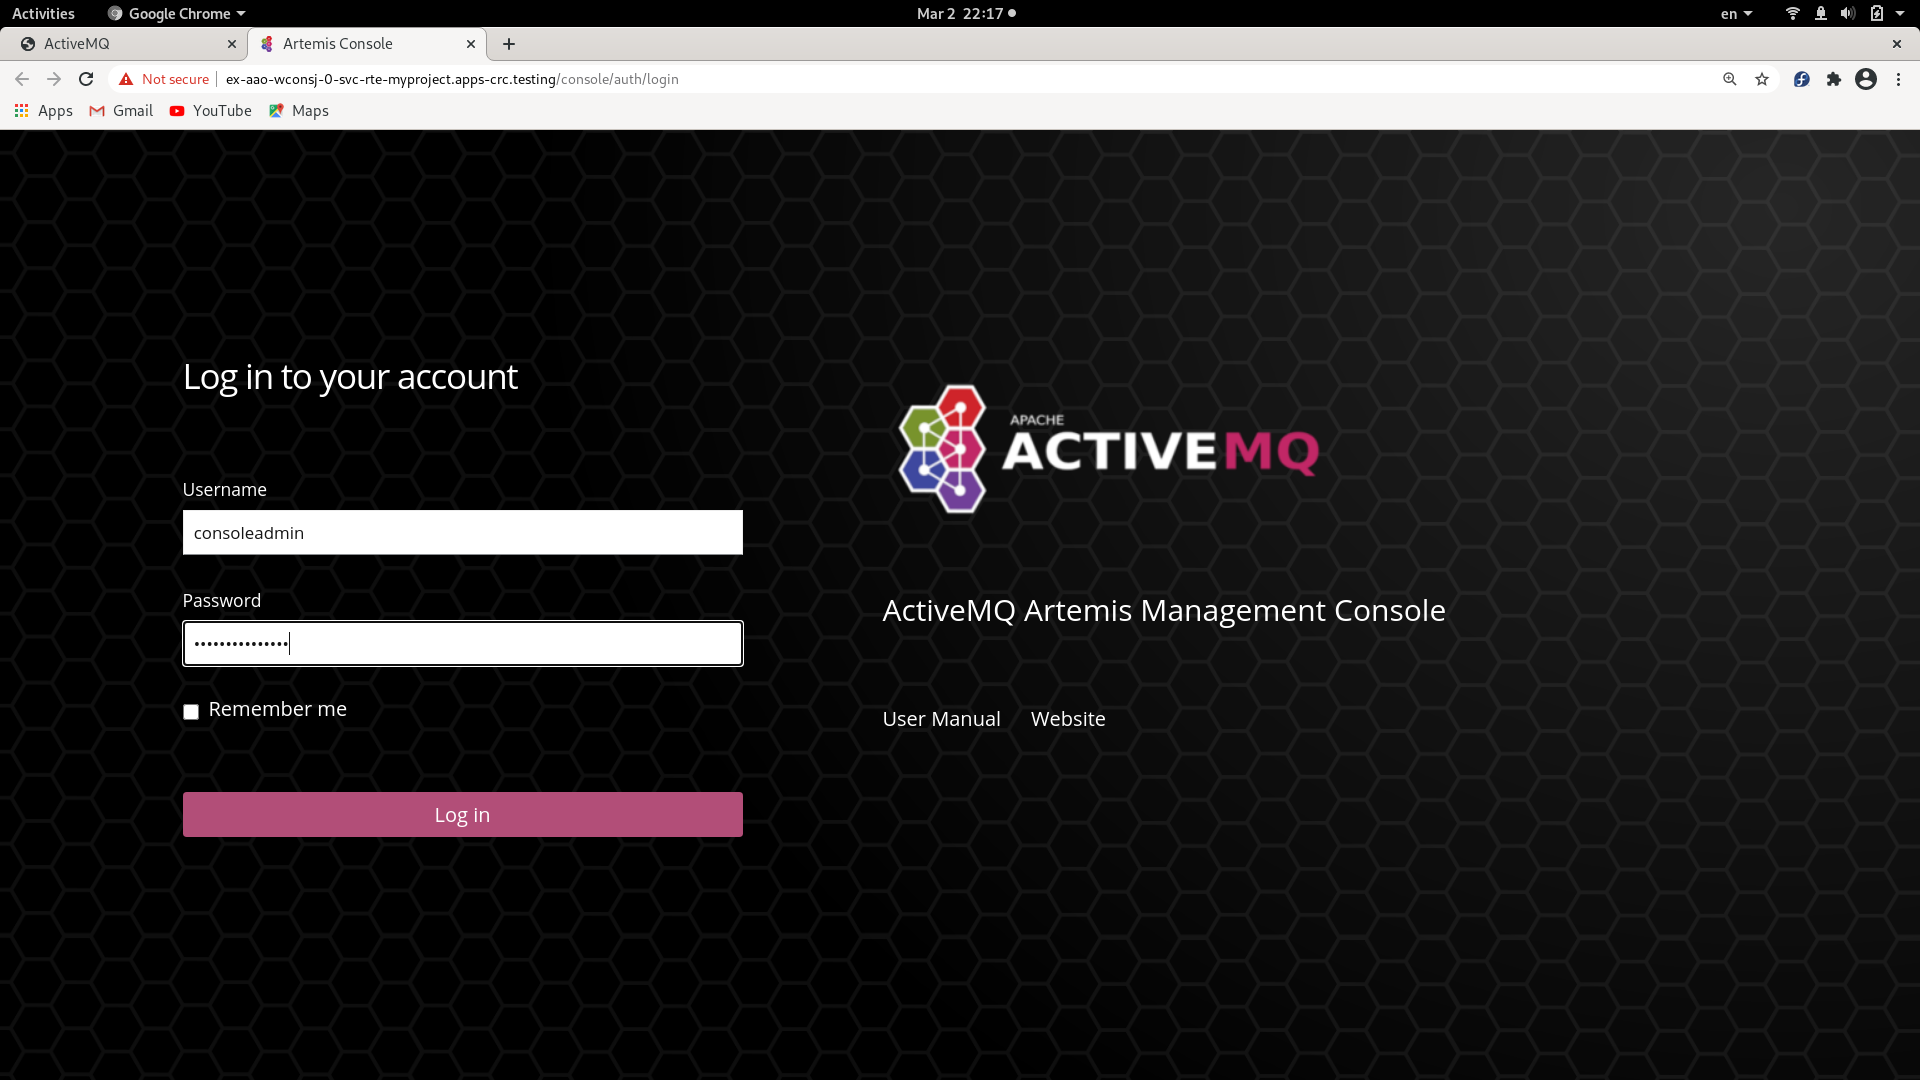 Activities Google Chrome Mar 2 22:17 en
ActiveMQ Artemis Console
Not secure ex-aao-wconsj-0-svc-rte-myproject.apps-crc.testing/console/auth/login
Apps Gmail YouTube Maps
Log in to your account
Username
consoleadmin
Password
•••••••••••••••
Remember me
Log in
APACHE
ACTIVEMQ
ActiveMQ Artemis Management Console
User Manual Website